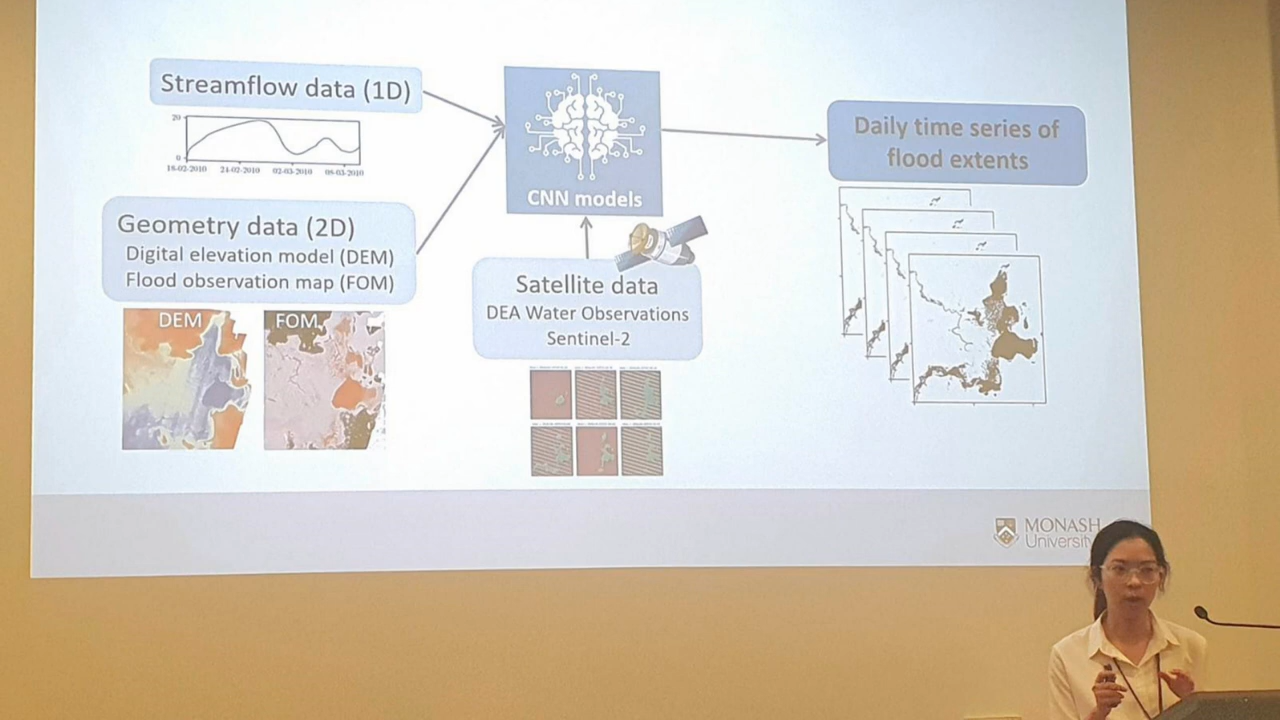 Streamflow data (1D)
20
0
18-02-2010 24-02-2010 02-03-2010 08-03-2010
Geometry data (2D)
Digital elevation model (DEM)
Flood observation map (FOM)
DEM
FOM
CNN models
Satellite data
DEA Water Observations
Sentinel-2
Daily time series of
flood extents
MONASH
University